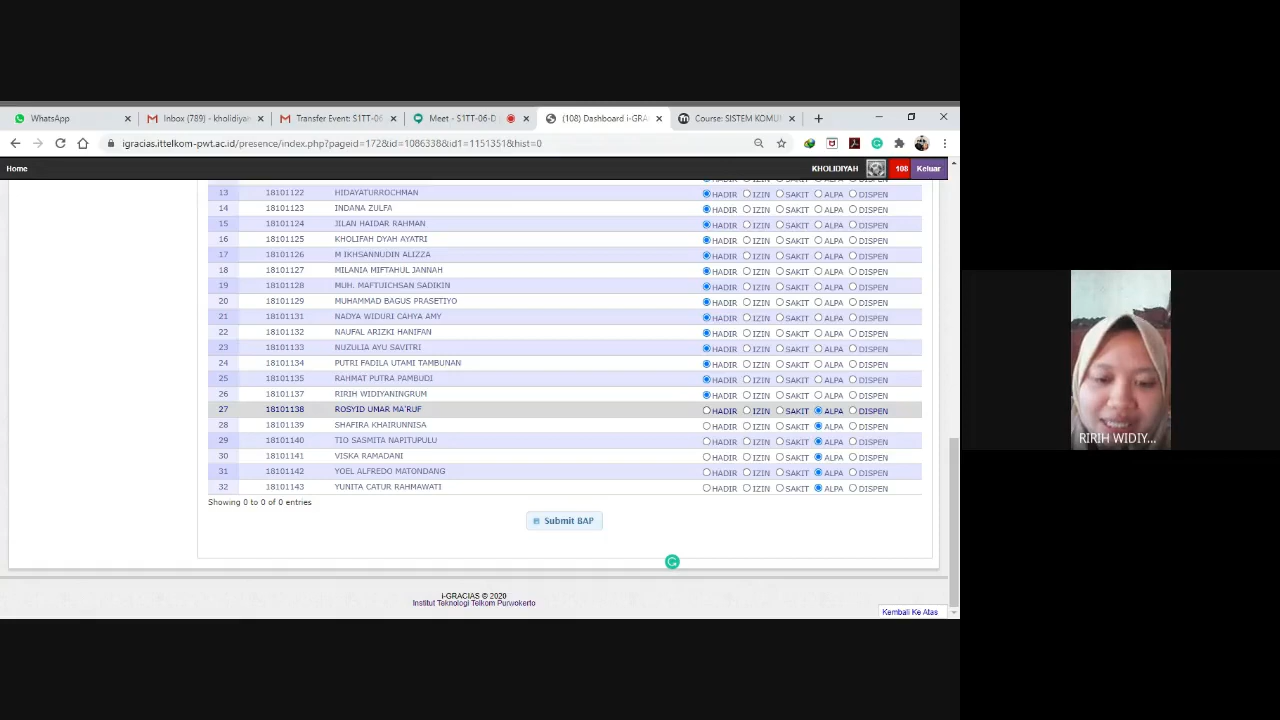 WhatsApp
Inbox (789) - kholidiyah
Transfer Event: S1TT-06
Meet - S1TT-06-D
(108) Dashboard i-GRA
Course: SISTEM KOMU
igracias.ittelkom-pwt.ac.id/presence/index.php?pageid=172&id=1086338&id1=1151351&hist=0
Home
KHOLIDIYAH
108
Keluar
13 18101122 HIDAYATURROCHMAN HADIR IZIN SAKIT ALPA DISPEN
14 18101123 INDANA ZULFA HADIR IZIN SAKIT ALPA DISPEN
15 18101124 JILAN HAIDAR RAHMAN HADIR IZIN SAKIT ALPA DISPEN
16 18101125 KHOLIFAH DYAH AYATRI HADIR IZIN SAKIT ALPA DISPEN
17 18101126 M IKHSANNUDIN ALIZZA HADIR IZIN SAKIT ALPA DISPEN
18 18101127 MILANIA MIFTAHUL JANNAH HADIR IZIN SAKIT ALPA DISPEN
19 18101128 MUH. MAFTUICHSAN SADIKIN HADIR IZIN SAKIT ALPA DISPEN
20 18101129 MUHAMMAD BAGUS PRASETIYO HADIR IZIN SAKIT ALPA DISPEN
21 18101131 NADYA WIDURI CAHYA AMY HADIR IZIN SAKIT ALPA DISPEN
22 18101132 NAUFAL ARIZKI HANIFAN HADIR IZIN SAKIT ALPA DISPEN
23 18101133 NUZULIA AYU SAVITRI HADIR IZIN SAKIT ALPA DISPEN
24 18101134 PUTRI FADILA UTAMI TAMBUNAN HADIR IZIN SAKIT ALPA DISPEN
25 18101135 RAHMAT PUTRA PAMBUDI HADIR IZIN SAKIT ALPA DISPEN
26 18101137 RIRIH WIDIYANINGRUM HADIR IZIN SAKIT ALPA DISPEN
27 18101138 ROSYID UMAR MA'RUF HADIR IZIN SAKIT ALPA DISPEN
28 18101139 SHAFIRA KHAIRUNNISA HADIR IZIN SAKIT ALPA DISPEN
29 18101140 TIO SASMITA NAPITUPULU HADIR IZIN SAKIT ALPA DISPEN
30 18101141 VISKA RAMADANI HADIR IZIN SAKIT ALPA DISPEN
31 18101142 YOEL ALFREDO MATONDANG HADIR IZIN SAKIT ALPA DISPEN
32 18101143 YUNITA CATUR RAHMAWATI HADIR IZIN SAKIT ALPA DISPEN
Showing 0 to 0 of 0 entries
Submit BAP
i-GRACIAS © 2020
Institut Teknologi Telkom Purwokerto
Kembali Ke Atas
RIRIH WIDIY...